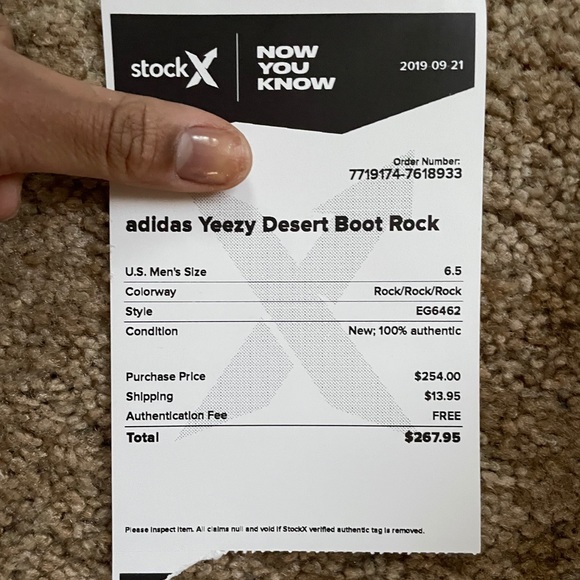 stockX
NOW
YOU
KNOW
2019 09 21
Order Number:
7719174-7618933
adidas Yeezy Desert Boot Rock
U.S. Men's Size 6.5
Colorway Rock/Rock/Rock
Style EG6462
Condition New; 100% authentic
Purchase Price $254.00
Shipping $13.95
Authentication Fee FREE
Total $267.95
Please inspect item. All claims null and void if StockX verified authentic tag is removed.